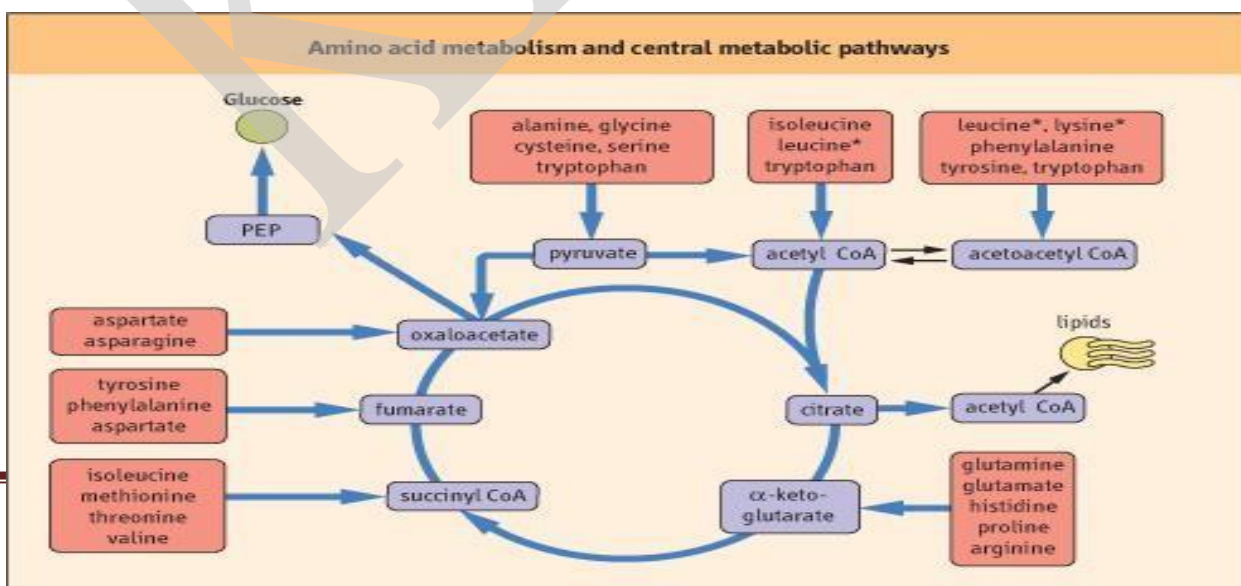 Amino acid metabolism and central metabolic pathways
Glucose
alanine, glycine
cysteine, serine
tryptophan
isoleucine
leucine*
tryptophan
leucine*, lysine*
phenylalanine
tyrosine, tryptophan
PEP
pyruvate
acetyl CoA
acetoacetyl CoA
aspartate
asparagine
oxaloacetate
lipids
tyrosine
phenylalanine
aspartate
fumarate
citrate
acetyl CoA
isoleucine
methionine
threonine
valine
succinyl CoA
α-keto-
glutarate
glutamine
glutamate
histidine
proline
arginine